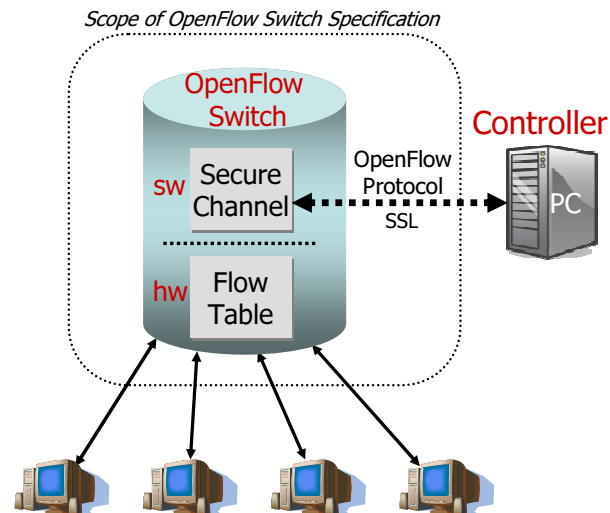 Scope of OpenFlow Switch Specification
OpenFlow
Switch
Controller
sw
Secure
Channel
OpenFlow
Protocol
SSL
PC
hw
Flow
Table